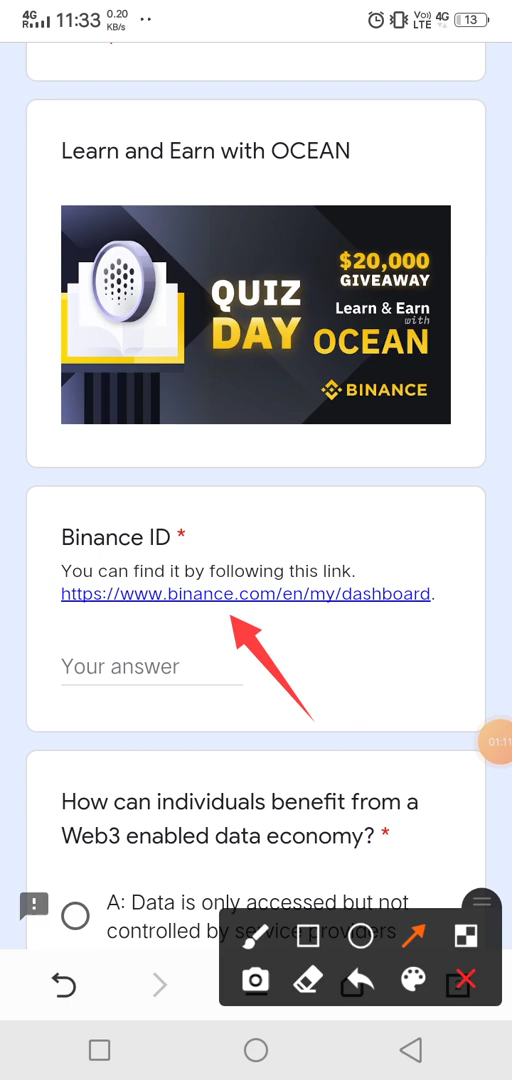 4G
R
11:33
0.20
KB/s
Vo))
LTE
4G
13
Learn and Earn with OCEAN
QUIZ
DAY
$20,000
GIVEAWAY
Learn & Earn
with
OCEAN
BINANCE
Binance ID *
You can find it by following this link.
https://www.binance.com/en/my/dashboard.
Your answer
01:11
How can individuals benefit from a
Web3 enabled data economy? *
A: Data is only accessed but not
controlled by service providers